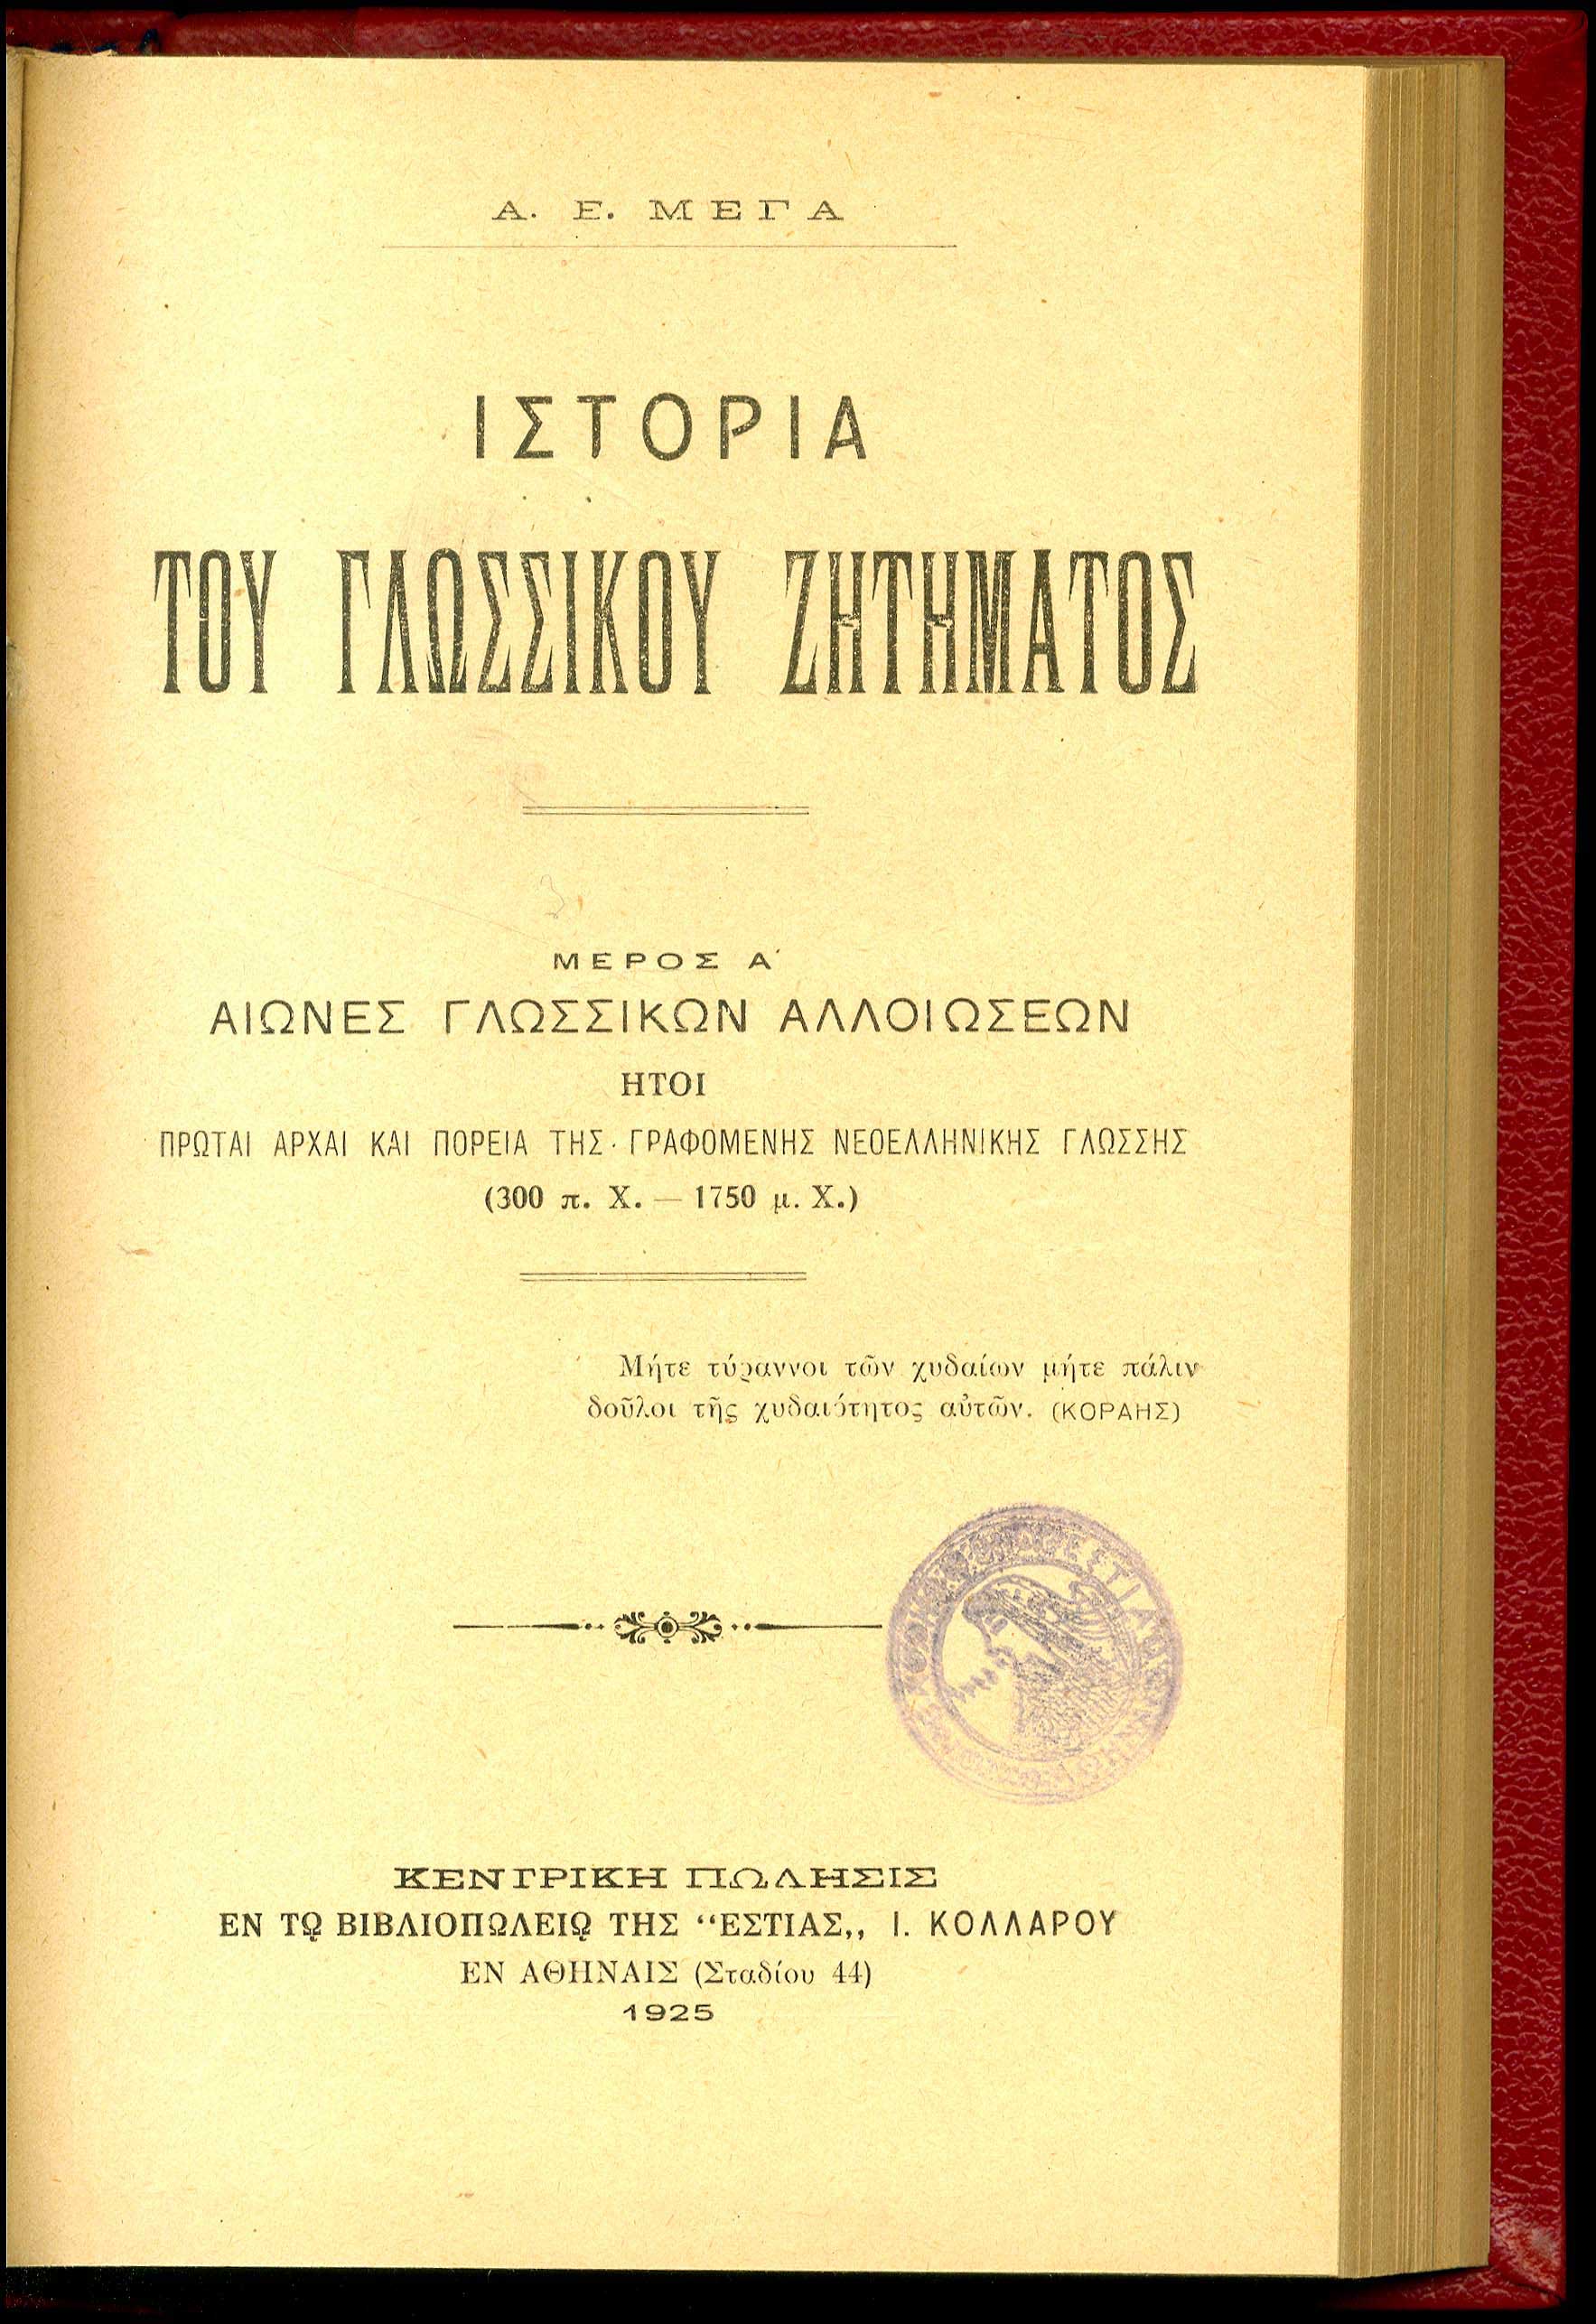 Α. Ε. ΜΕΓΑ
ΙΣΤΟΡΙΑ
ΤΟΥ ΓΛΩΣΣΙΚΟΥ ΖΗΤΗΜΑΤΟΣ
ΜΕΡΟΣ Α΄
ΑΙΩΝΕΣ ΓΛΩΣΣΙΚΩΝ ΑΛΛΟΙΩΣΕΩΝ
ΗΤΟΙ
ΠΡΩΤΑΙ ΑΡΧΑΙ ΚΑΙ ΠΟΡΕΙΑ ΤΗΣ ΓΡΑΦΟΜΕΝΗΣ ΝΕΟΕΛΛΗΝΙΚΗΣ ΓΛΩΣΣΗΣ
(300 π. Χ. — 1750 μ. Χ.)
Μήτε τύραννοι τῶν χυδαίων μήτε πάλιν
δοῦλοι τῆς χυδαιότητος αὐτῶν. (ΚΟΡΑΗΣ)
ΚΕΝΤΡΙΚΗ ΠΩΛΗΣΙΣ
ΕΝ Τῼ ΒΙΒΛΙΟΠΩΛΕΙῼ ΤΗΣ “ΕΣΤΙΑΣ„ Ι. ΚΟΛΛΑΡΟΥ
ΕΝ ΑΘΗΝΑΙΣ (Σταδίου 44)
1925